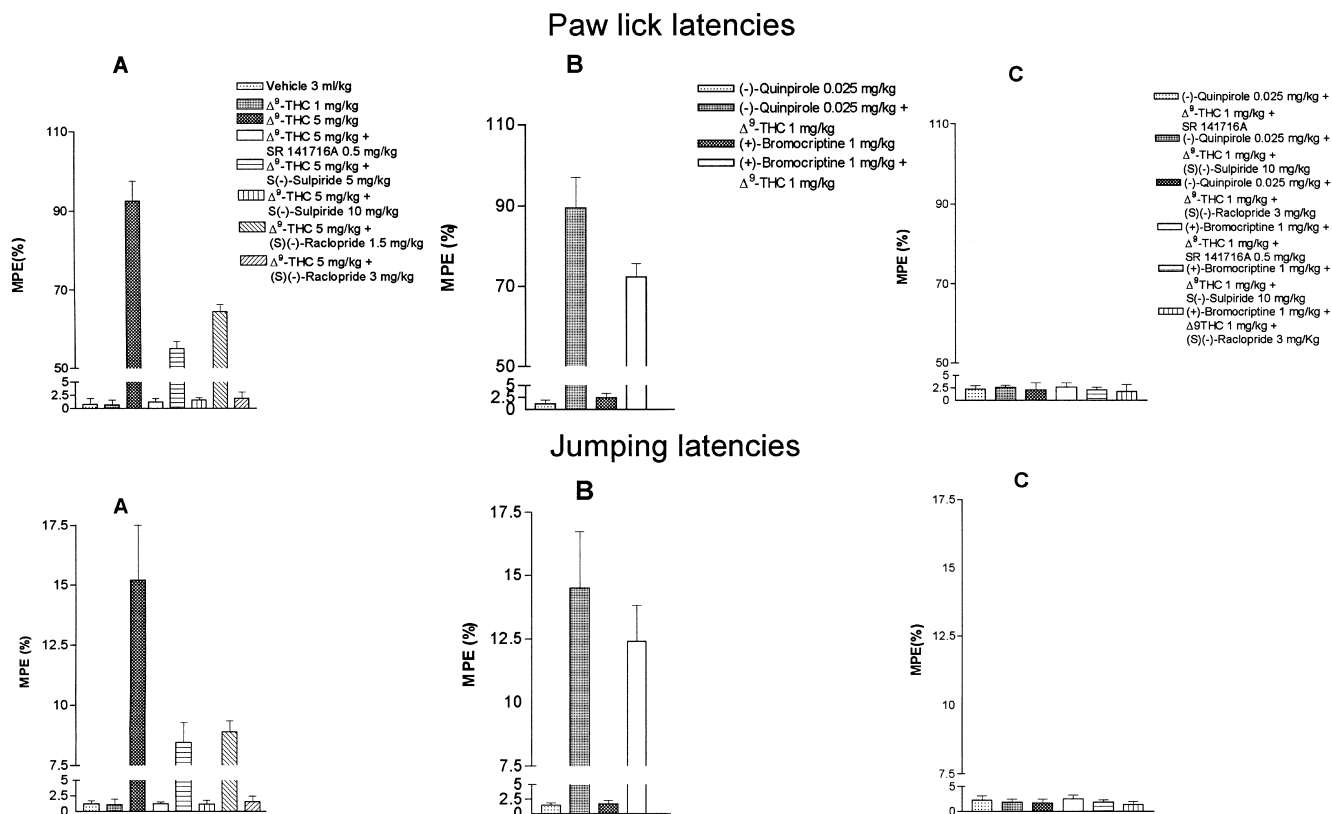 Paw lick latencies
A
Vehicle 3 ml/kg
Δ⁹-THC 1 mg/kg
Δ⁹-THC 5 mg/kg
Δ⁹-THC 5 mg/kg +
SR 141716A 0.5 mg/kg
Δ⁹-THC 5 mg/kg +
S(-)-Sulpiride 5 mg/kg
Δ⁹-THC 5 mg/kg +
S(-)-Sulpiride 10 mg/kg
Δ⁹-THC 5 mg/kg +
(S)(-)-Raclopride 1.5 mg/kg
Δ⁹-THC 5 mg/kg +
(S)(-)-Raclopride 3 mg/kg
MPE(%)
110
90
70
50
5
2.5
0
B
(-)-Quinpirole 0.025 mg/kg
(-)-Quinpirole 0.025 mg/kg +
Δ⁹-THC 1 mg/kg
(+)-Bromocriptine 1 mg/kg
(+)-Bromocriptine 1 mg/kg +
Δ⁹-THC 1 mg/kg
MPE (%)
110
90
70
50
5
2.5
0
C
(-)-Quinpirole 0.025 mg/kg +
Δ⁹-THC 1 mg/kg +
SR 141716A
(-)-Quinpirole 0.025 mg/kg +
Δ⁹-THC 1 mg/kg +
(S)(-)-Sulpiride 10 mg/kg
(-)-Quinpirole 0.025 mg/kg +
Δ⁹-THC 1 mg/kg +
(S)(-)-Raclopride 3 mg/kg
(+)-Bromocriptine 1 mg/kg +
Δ⁹-THC 1 mg/kg +
SR 141716A 0.5 mg/kg
(+)-Bromocriptine 1 mg/kg +
Δ⁹THC 1 mg/kg +
S(-)-Sulpiride 10 mg/kg
(+)-Bromocriptine 1 mg/kg +
Δ9THC 1 mg/kg +
(S)(-)-Raclopride 3 mg/Kg
MPE (%)
110
90
70
50
5
2.5
0
Jumping latencies
A
MPE (%)
17.5
15
12.5
10
7.5
5
2.5
0
B
MPE (%)
17.5
15
12.5
10
7.5
5
2.5
0
C
MPE(%)
17.5
15
12.5
10
7.5
5
0